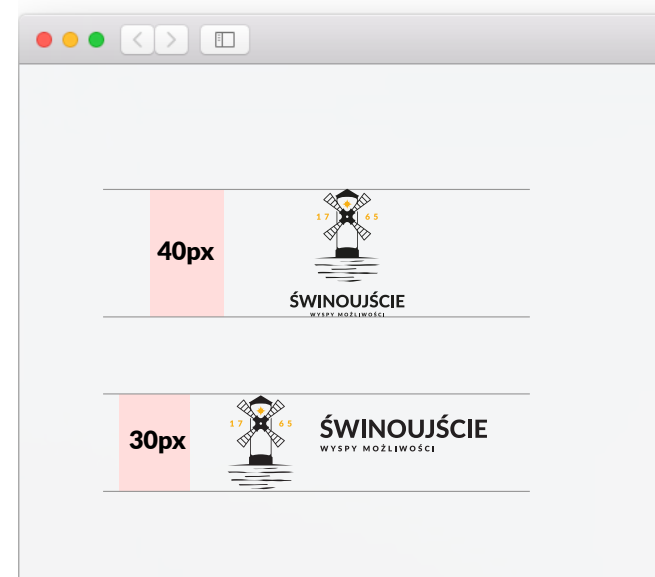 40px
17 65
ŚWINOUJŚCIE
WYSPY MOŻLIWOŚCI
30px
17 65
ŚWINOUJŚCIE
WYSPY MOŻLIWOŚCI